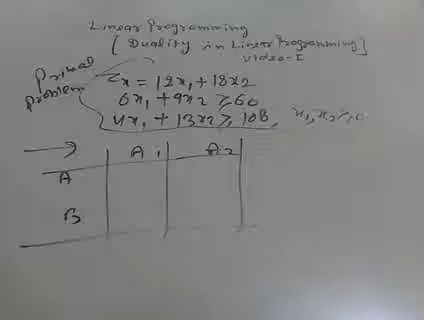 Linear Programming
[Duality in Linear Programming]
Video-I
Primal
Problem
Zx = 12x1 + 18x2
6x1 + 9x2 ≥ 60
4x1 + 13x2 ≥ 108, x1, x2 ≥ 0
A1 A2
A
B